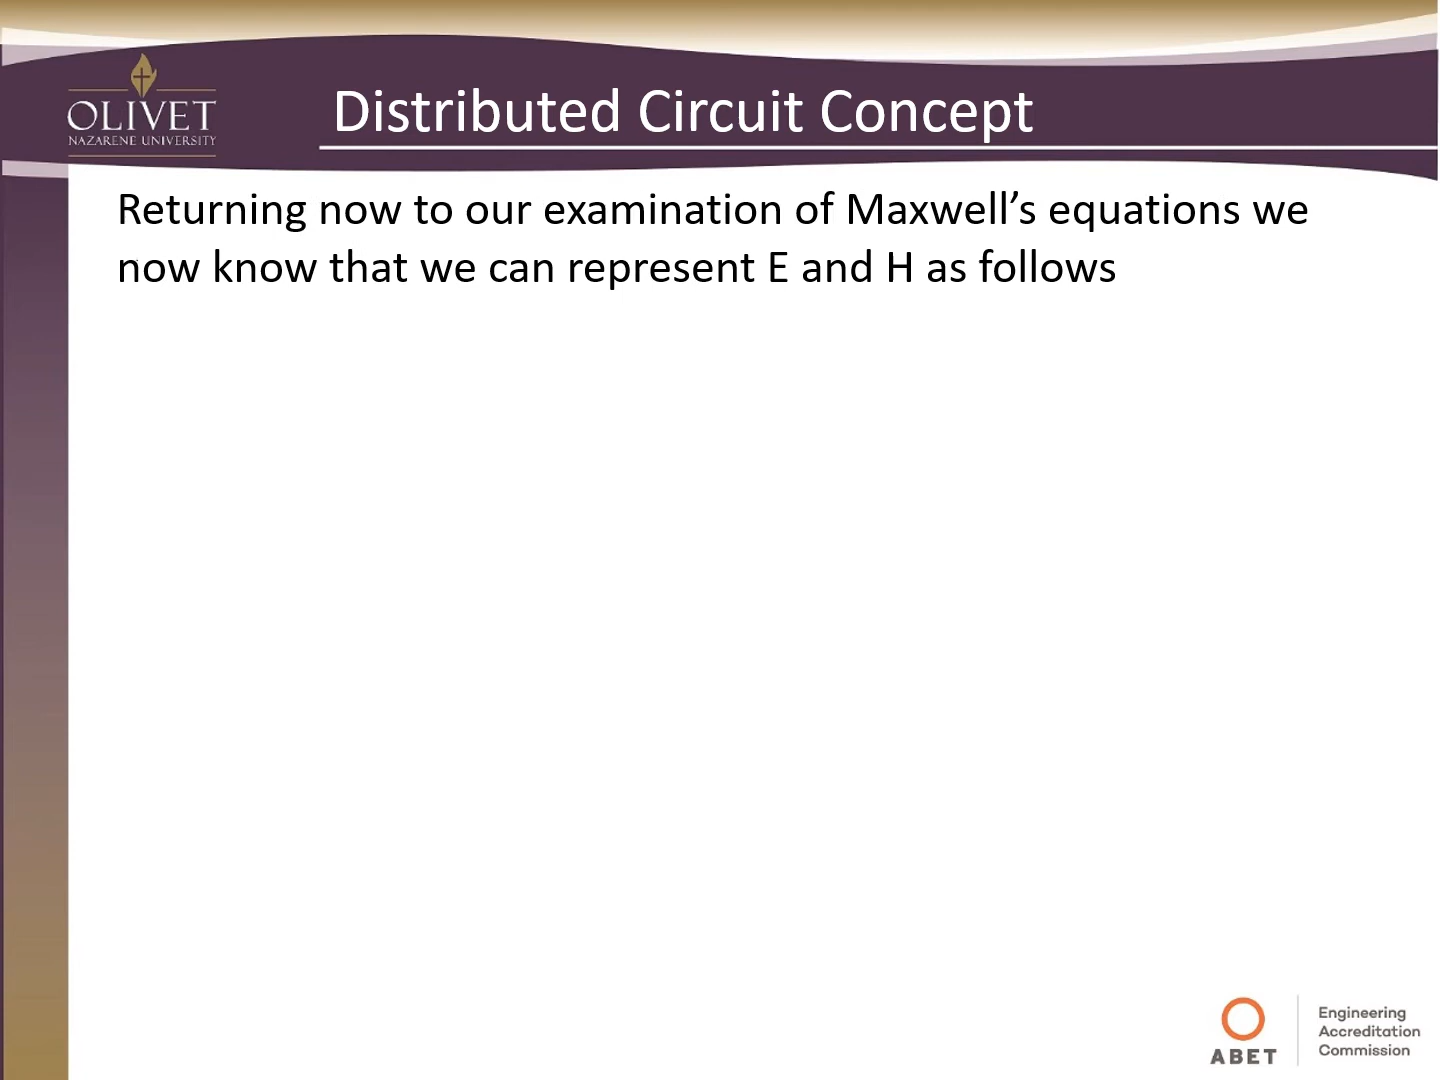 OLIVET
NAZARENE UNIVERSITY
Distributed Circuit Concept
Returning now to our examination of Maxwell’s equations we
now know that we can represent E and H as follows
ABET
Engineering
Accreditation
Commission